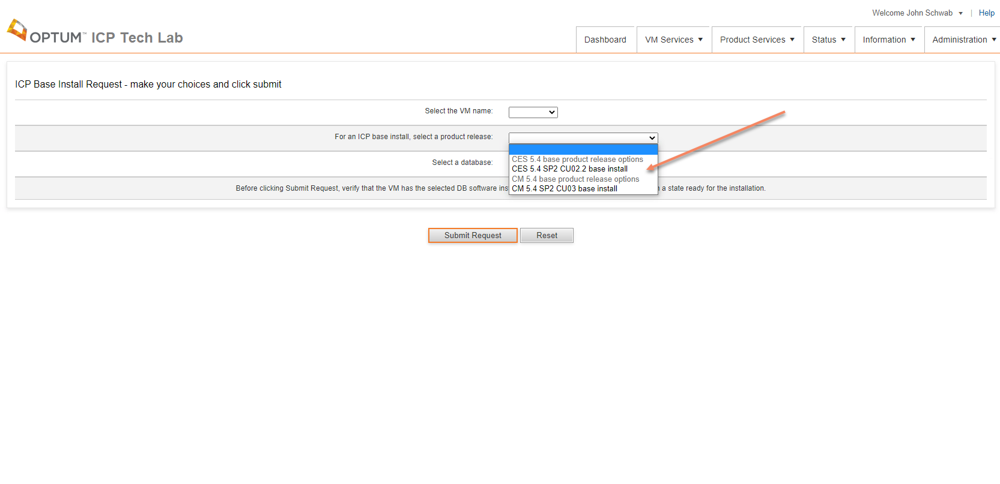 Welcome John Schwab ▼ | Help
OPTUM™ ICP Tech Lab
Dashboard VM Services ▼ Product Services ▼ Status ▼ Information ▼ Administration ▼
ICP Base Install Request - make your choices and click submit
Select the VM name:
For an ICP base install, select a product release:
CES 5.4 base product release options
Select a database:
CES 5.4 SP2 CU02.2 base install
CM 5.4 base product release options
CM 5.4 SP2 CU03 base install
Before clicking Submit Request, verify that the VM has the selected DB software ins
a state ready for the installation.
Submit Request Reset